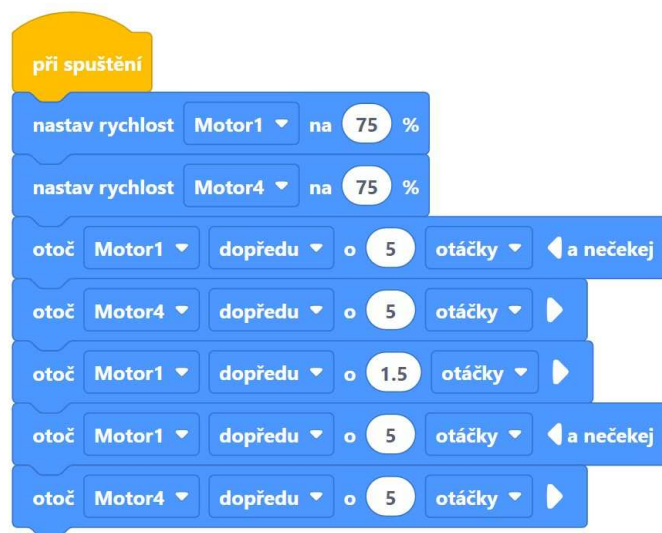 při spuštění
nastav rychlost Motor1 na 75 %
nastav rychlost Motor4 na 75 %
otoč Motor1 dopředu o 5 otáčky a nečekej
otoč Motor4 dopředu o 5 otáčky
otoč Motor1 dopředu o 1.5 otáčky
otoč Motor1 dopředu o 5 otáčky a nečekej
otoč Motor4 dopředu o 5 otáčky